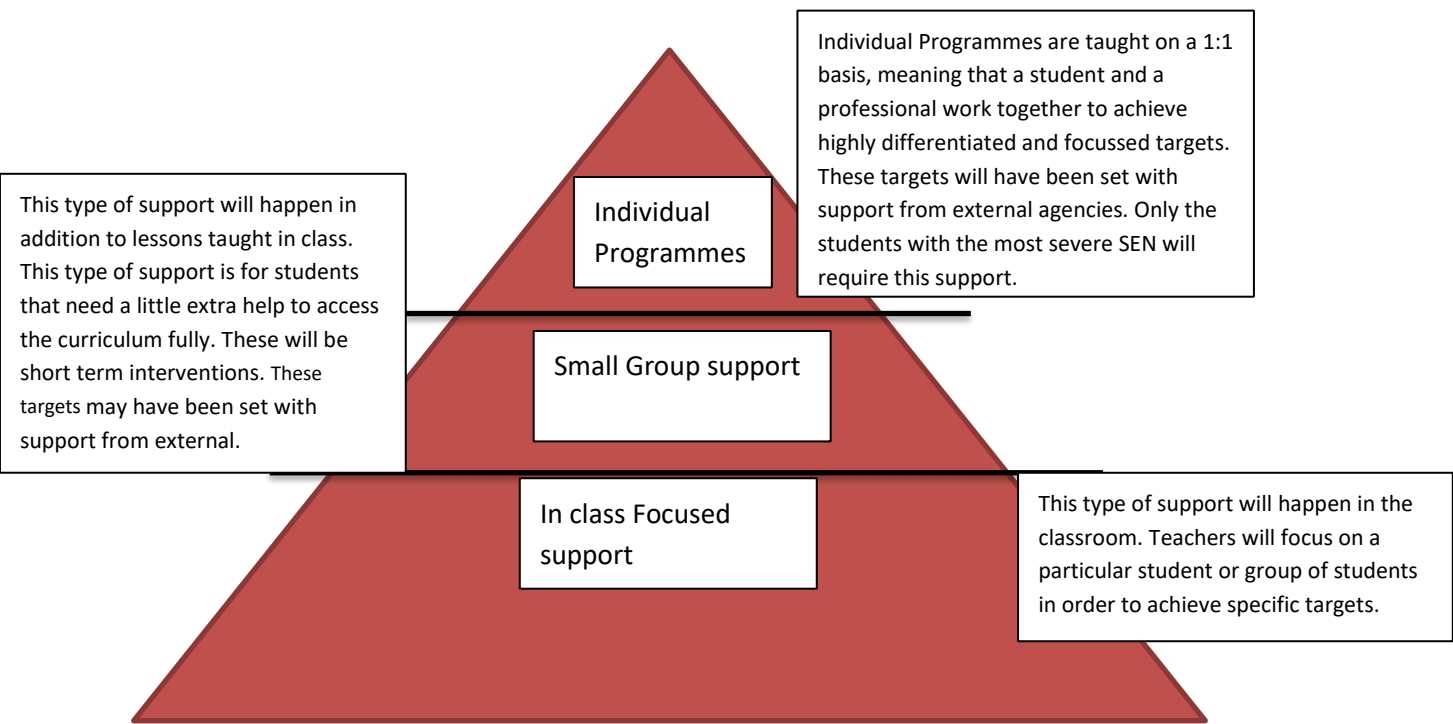 Individual Programmes are taught on a 1:1
basis, meaning that a student and a
professional work together to achieve
highly differentiated and focussed targets.
These targets will have been set with
support from external agencies. Only the
students with the most severe SEN will
require this support.
Individual
Programmes
This type of support will happen in
addition to lessons taught in class.
This type of support is for students
that need a little extra help to access
the curriculum fully. These will be
short term interventions. These
targets may have been set with
support from external.
Small Group support
In class Focused
support
This type of support will happen in the
classroom. Teachers will focus on a
particular student or group of students
in order to achieve specific targets.